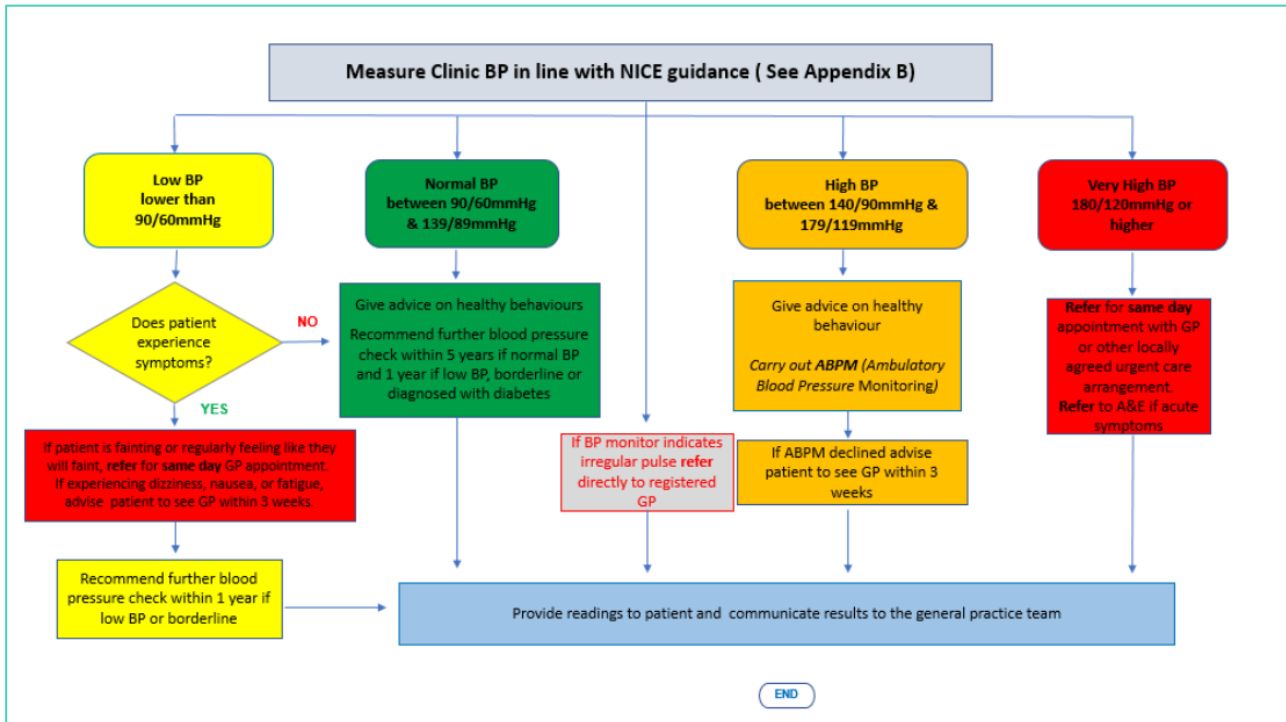 Measure Clinic BP in line with NICE guidance ( See Appendix B)
Low BP
lower than
90/60mmHg
Normal BP
between 90/60mmHg
& 139/89mmHg
High BP
between 140/90mmHg &
179/119mmHg
Very High BP
180/120mmHg or
higher
Does patient
experience
symptoms?
NO
YES
Give advice on healthy behaviours
Recommend further blood pressure
check within 5 years if normal BP
and 1 year if low BP, borderline or
diagnosed with diabetes
Give advice on healthy
behaviour
Carry out ABPM (Ambulatory
Blood Pressure Monitoring)
Refer for same day
appointment with GP
or other locally
agreed urgent care
arrangement.
Refer to A&E if acute
symptoms
If patient is fainting or regularly feeling like they
will faint, refer for same day GP appointment.
If experiencing dizziness, nausea, or fatigue,
advise patient to see GP within 3 weeks.
If BP monitor indicates
irregular pulse refer
directly to registered
GP
If ABPM declined advise
patient to see GP within 3
weeks
Recommend further blood
pressure check within 1 year if
low BP or borderline
Provide readings to patient and communicate results to the general practice team
END